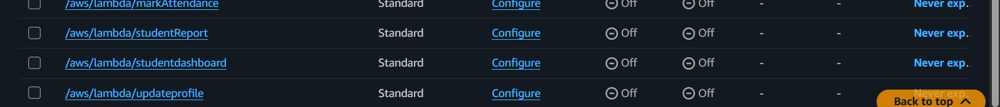 /aws/lambda/markAttendance Standard Configure Off Off - - Never exp..
/aws/lambda/studentReport Standard Configure Off Off - - Never exp..
/aws/lambda/studentdashboard Standard Configure Off Off - - Never exp..
/aws/lambda/updateprofile Standard Configure Off Off - - Never exp..
Back to top